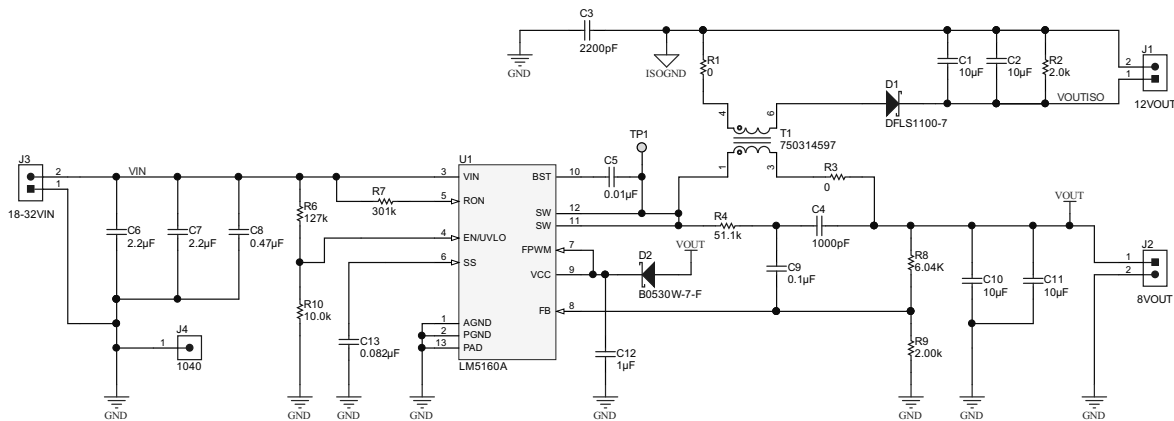 C3
2200pF
GND
ISOGND
R1
0
C1
10µF
C2
10µF
R2
2.0k
J1
2
1
12VOUT
VOUTISO
D1
DFLS1100-7
4
6
T1
750314597
1
3
TP1
J3
2
1
18-32VIN
VIN
U1
3
VIN
BST
10
C5
0.01µF
R7
301k
5
RON
R3
0
R6
127k
SW
12
SW
11
R4
51.1k
C4
1000pF
VOUT
C6
2.2µF
C7
2.2µF
C8
0.47µF
4
EN/UVLO
FPWM
7
6
SS
VCC
9
D2
B0530W-7-F
VOUT
C9
0.1µF
R8
6.04K
C10
10µF
C11
10µF
J2
1
2
8VOUT
R10
10.0k
FB
8
1
AGND
2
PGND
13
PAD
LM5160A
C13
0.082µF
J4
1
1040
C12
1µF
R9
2.00k
GND
GND
GND
GND
GND
GND
GND
GND